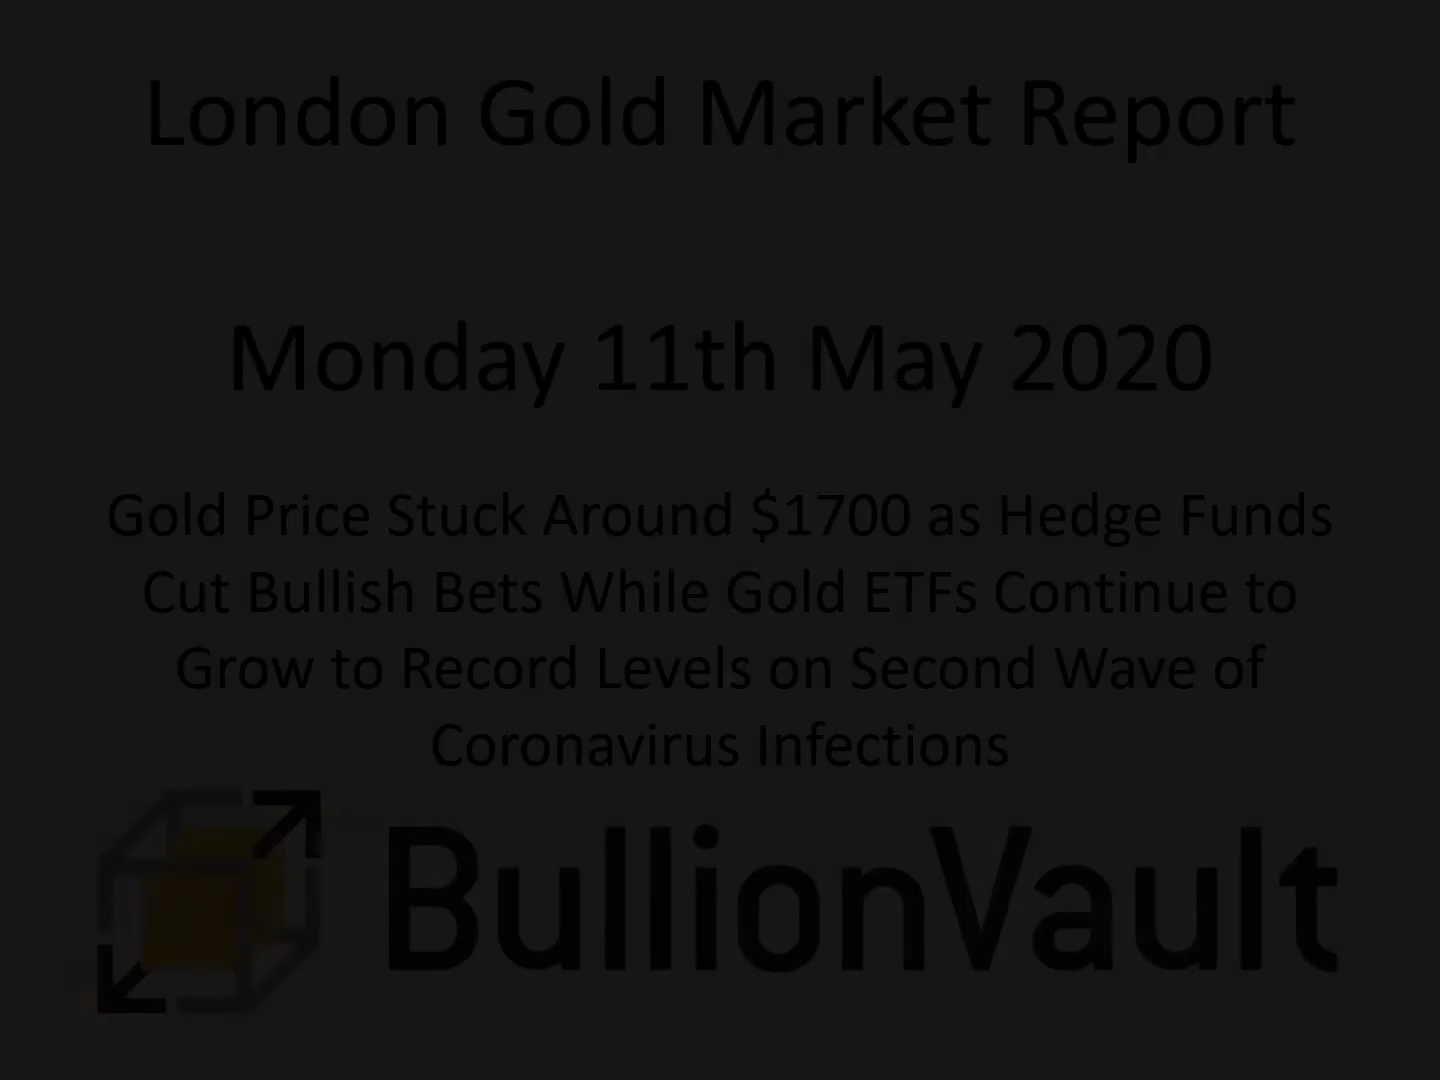 London Gold Market Report
Monday 11th May 2020
Gold Price Stuck Around $1700 as Hedge Funds
Cut Bullish Bets While Gold ETFs Continue to
Grow to Record Levels on Second Wave of
Coronavirus Infections
BullionVault